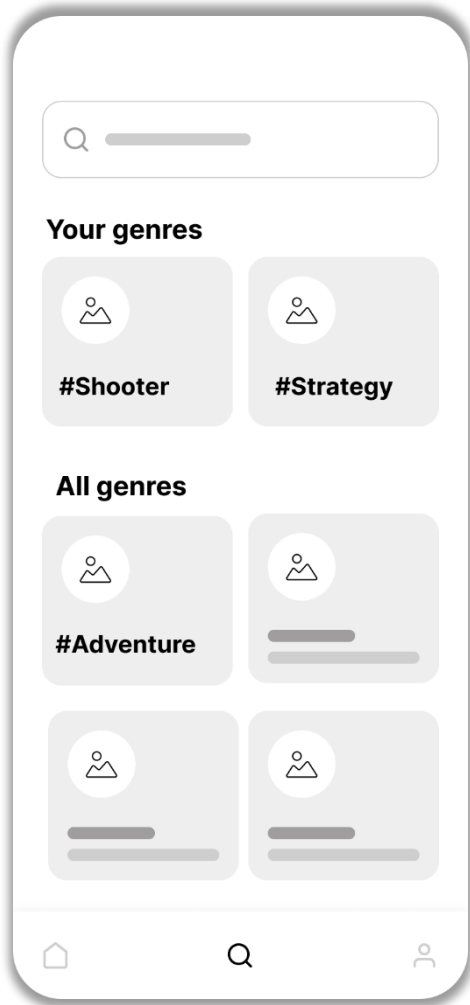 Your genres
#Shooter
#Strategy
All genres
#Adventure